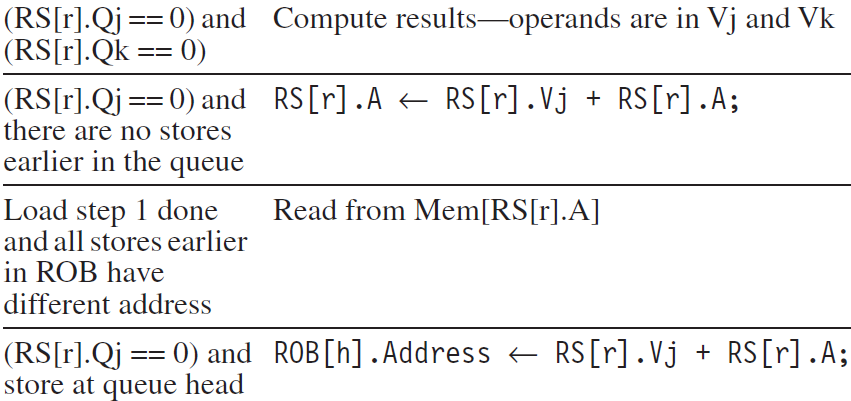 (RS[r].Qj == 0) and Compute results—operands are in Vj and Vk
(RS[r].Qk == 0)
(RS[r].Qj == 0) and RS[r].A ← RS[r].Vj + RS[r].A;
there are no stores
earlier in the queue
Load step 1 done Read from Mem[RS[r].A]
and all stores earlier
in ROB have
different address
(RS[r].Qj == 0) and ROB[h].Address ← RS[r].Vj + RS[r].A;
store at queue head